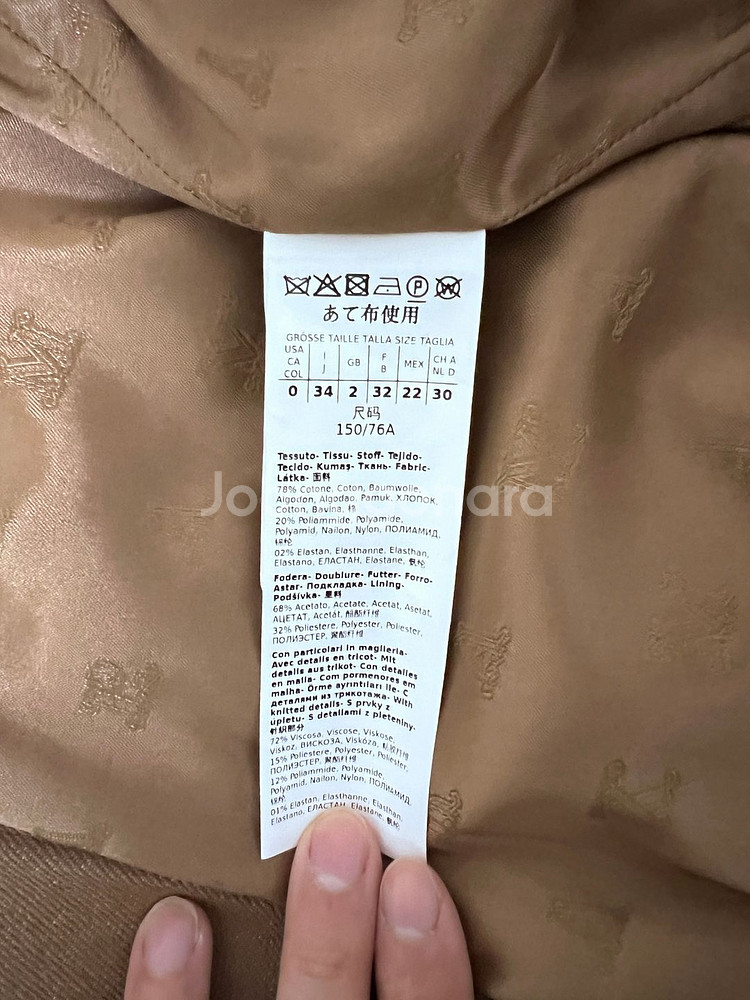 あて布使用
GRÖSSE TAILLE TALLA SIZE TAGLIA
USA CA COL | I J | GB | F B | MEX | CH A NL D
0 | 34 | 2 | 32 | 22 | 30
尺码
150/76A
Tessuto- Tissu- Stoff- Tejido-
Tecido- Kumaş- Ткань- Fabric-
Látka- 面料
78% Cotone, Coton, Baumwolle,
Algodon, Algodao, Pamuk, ХЛОПОК,
Cotton, Bavlna, 棉
20% Poliammide, Polyamide,
Polyamid, Nailon, Nylon, ПОЛИАМИД,
锦纶
02% Elastan, Elasthanne, Elasthan,
Elastano, ЕЛАСТАН, Elastane, 氨纶
Fodera- Doublure- Futter- Forro-
Astar- Подкладка- Lining-
Podšívka- 里料
68% Acetato, Acetate, Acetat, Asetat,
АЦЕТАТ, Acetát, 醋酯纤维
32% Poliestere, Polyester, Poliester,
ПОЛИЭСТЕР, 聚酯纤维
Con particolari in maglieria-
Avec details en tricot- Mit
details aus trikot- Con detalles
en malla- Com pormenores em
malha- Orme ayrıntıları ile- С
деталями из трикотажа- With
knitted details- S prvky z
úpletu- S detailami z pleteniny-
针织部分
72% Viscosa, Viscose, Viskose,
Viskoz, ВИСКОЗА, Viskóza, 粘胶纤维
15% Poliestere, Polyester, Poliester,
ПОЛИЭСТЕР, 聚酯纤维
12% Poliammide, Polyamide,
Polyamid, Nailon, Nylon, ПОЛИАМИД,
锦纶
01% Elastan, Elasthanne, Elasthan,
Elastano, ЕЛАСТАН, Elastane, 氨纶